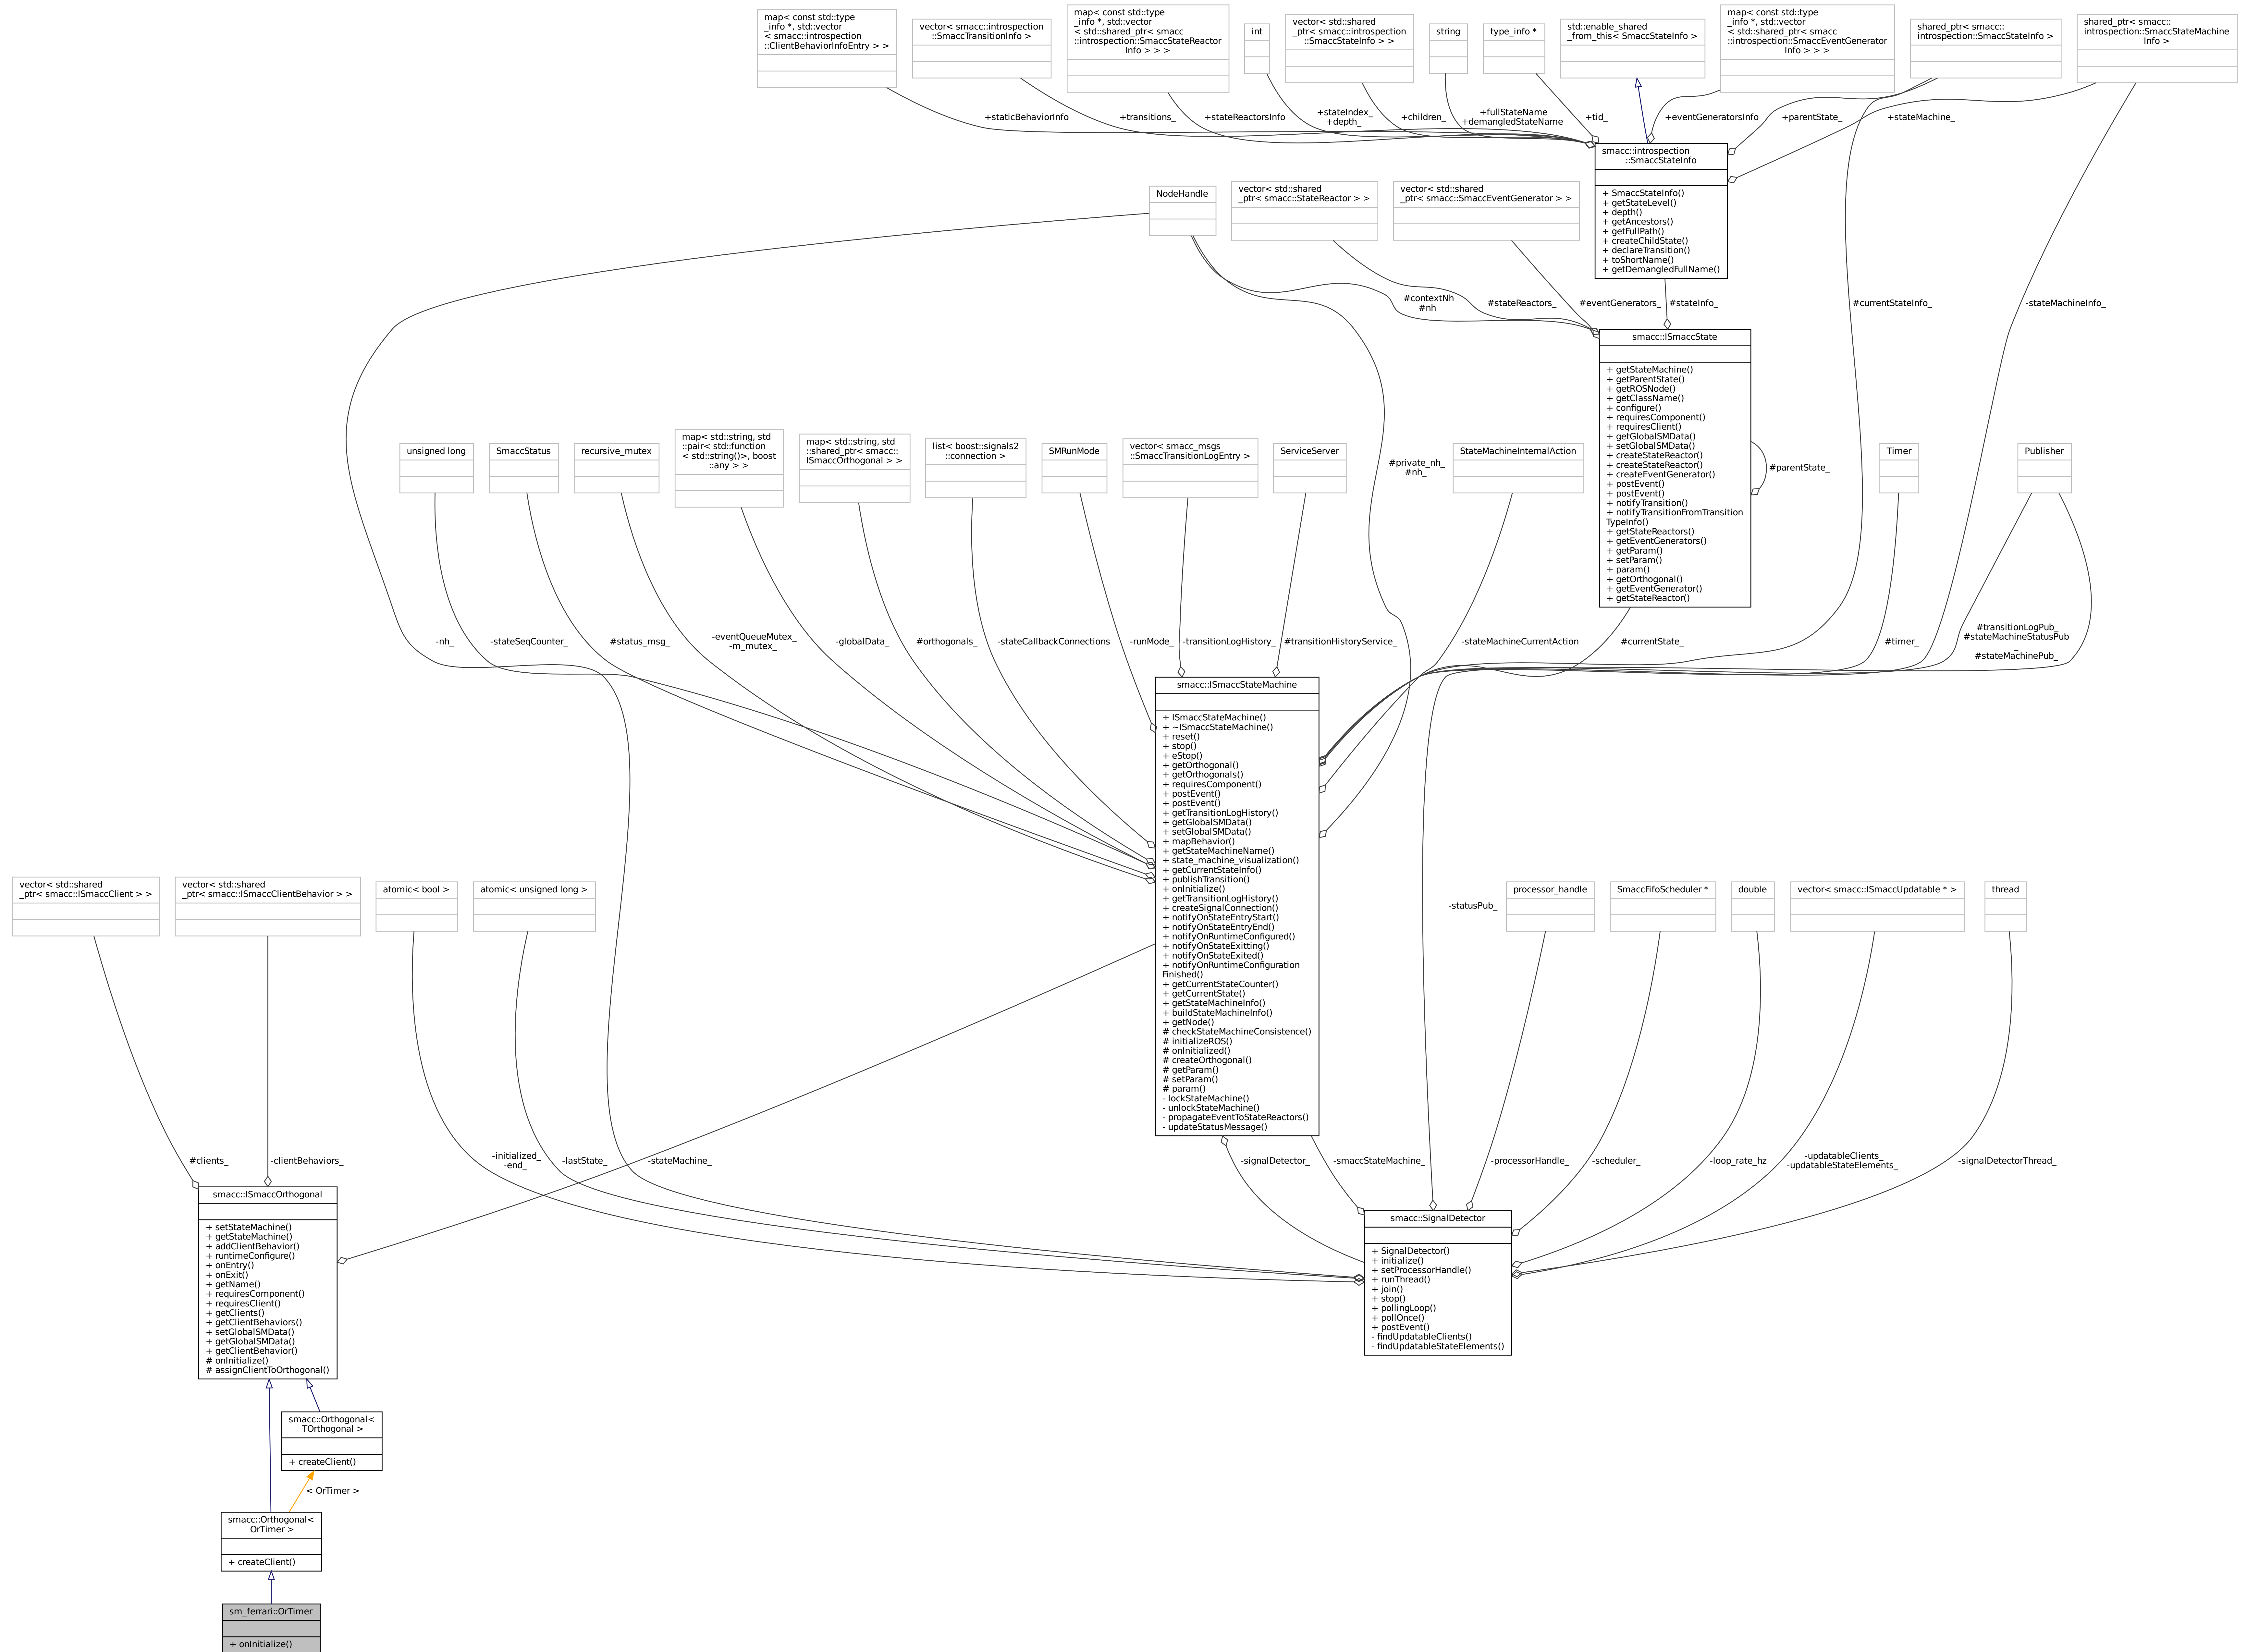 map< const std::type
_info *, std::vector
< smacc::introspection
::ClientBehaviorInfoEntry > >
vector< smacc::introspection
::SmaccTransitionInfo >
map< const std::type
_info *, std::vector
< std::shared_ptr< smacc
::introspection::SmaccStateReactor
Info > > >
int
vector< std::shared
_ptr< smacc::introspection
::SmaccStateInfo > >
string
type_info *
std::enable_shared
_from_this< SmaccStateInfo >
map< const std::type
_info *, std::vector
< std::shared_ptr< smacc
::introspection::SmaccEventGenerator
Info > > >
shared_ptr< smacc::
introspection::SmaccStateInfo >
shared_ptr< smacc::
introspection::SmaccStateMachine
Info >
+staticBehaviorInfo
+transitions_
+stateReactorsInfo
+stateIndex_
+depth_
+children_
+fullStateName
+demangledStateName
+tid_
+eventGeneratorsInfo
+parentState_
+stateMachine_
smacc::introspection
::SmaccStateInfo
+ SmaccStateInfo()
+ getStateLevel()
+ depth()
+ getAncestors()
+ getFullPath()
+ createChildState()
+ declareTransition()
+ toShortName()
+ getDemangledFullName()
NodeHandle
vector< std::shared
_ptr< smacc::StateReactor > >
vector< std::shared
_ptr< smacc::SmaccEventGenerator > >
#contextNh
#nh
#stateReactors_
#eventGenerators_
#stateInfo_
#currentStateInfo_
-stateMachineInfo_
smacc::ISmaccState
+ getStateMachine()
+ getParentState()
+ getROSNode()
+ getClassName()
+ configure()
+ requiresComponent()
+ requiresClient()
+ getGlobalSMData()
+ setGlobalSMData()
+ createStateReactor()
+ createStateReactor()
+ createEventGenerator()
+ postEvent()
+ postEvent()
+ notifyTransition()
+ notifyTransitionFromTransition
TypeInfo()
+ getStateReactors()
+ getEventGenerators()
+ getParam()
+ setParam()
+ param()
+ getOrthogonal()
+ getEventGenerator()
+ getStateReactor()
#parentState_
unsigned long
SmaccStatus
recursive_mutex
map< std::string, std
::pair< std::function
< std::string()>, boost
::any > >
map< std::string, std
::shared_ptr< smacc::
ISmaccOrthogonal > >
list< boost::signals2
::connection >
SMRunMode
vector< smacc_msgs
::SmaccTransitionLogEntry >
ServiceServer
#private_nh_
#nh_
StateMachineInternalAction
Timer
Publisher
-nh_
-stateSeqCounter_
#status_msg_
-eventQueueMutex_
-m_mutex_
-globalData_
#orthogonals_
-stateCallbackConnections
-runMode_
-transitionLogHistory_
#transitionHistoryService_
-stateMachineCurrentAction
#currentState_
#timer_
#transitionLogPub_
#stateMachineStatusPub
_
#stateMachinePub_
smacc::ISmaccStateMachine
+ ISmaccStateMachine()
+ ~ISmaccStateMachine()
+ reset()
+ stop()
+ eStop()
+ getOrthogonal()
+ getOrthogonals()
+ requiresComponent()
+ postEvent()
+ postEvent()
+ getTransitionLogHistory()
+ getGlobalSMData()
+ setGlobalSMData()
+ mapBehavior()
+ getStateMachineName()
+ state_machine_visualization()
+ getCurrentStateInfo()
+ publishTransition()
+ onInitialize()
+ getTransitionLogHistory()
+ createSignalConnection()
+ notifyOnStateEntryStart()
+ notifyOnStateEntryEnd()
+ notifyOnRuntimeConfigured()
+ notifyOnStateExitting()
+ notifyOnStateExited()
+ notifyOnRuntimeConfiguration
Finished()
+ getCurrentStateCounter()
+ getCurrentState()
+ getStateMachineInfo()
+ buildStateMachineInfo()
+ getNode()
# checkStateMachineConsistence()
# initializeROS()
# onInitialized()
# createOrthogonal()
# getParam()
# setParam()
# param()
- lockStateMachine()
- unlockStateMachine()
- propagateEventToStateReactors()
- updateStatusMessage()
vector< std::shared
_ptr< smacc::ISmaccClient > >
vector< std::shared
_ptr< smacc::ISmaccClientBehavior > >
atomic< bool >
atomic< unsigned long >
-statusPub_
processor_handle
SmaccFifoScheduler *
double
vector< smacc::ISmaccUpdatable * >
thread
#clients_
-clientBehaviors_
-initialized_
-end_
-lastState_
-stateMachine_
-signalDetector_
-smaccStateMachine_
-processorHandle_
-scheduler_
-loop_rate_hz
-updatableClients_
-updatableStateElements_
-signalDetectorThread_
smacc::ISmaccOrthogonal
+ setStateMachine()
+ getStateMachine()
+ addClientBehavior()
+ runtimeConfigure()
+ onEntry()
+ onExit()
+ getName()
+ requiresComponent()
+ requiresClient()
+ getClients()
+ getClientBehaviors()
+ setGlobalSMData()
+ getGlobalSMData()
+ getClientBehavior()
# onInitialize()
# assignClientToOrthogonal()
smacc::SignalDetector
+ SignalDetector()
+ initialize()
+ setProcessorHandle()
+ runThread()
+ join()
+ stop()
+ pollingLoop()
+ pollOnce()
+ postEvent()
- findUpdatableClients()
- findUpdatableStateElements()
smacc::Orthogonal<
TOrthogonal >
+ createClient()
< OrTimer >
smacc::Orthogonal<
OrTimer >
+ createClient()
sm_ferrari::OrTimer
+ onInitialize()